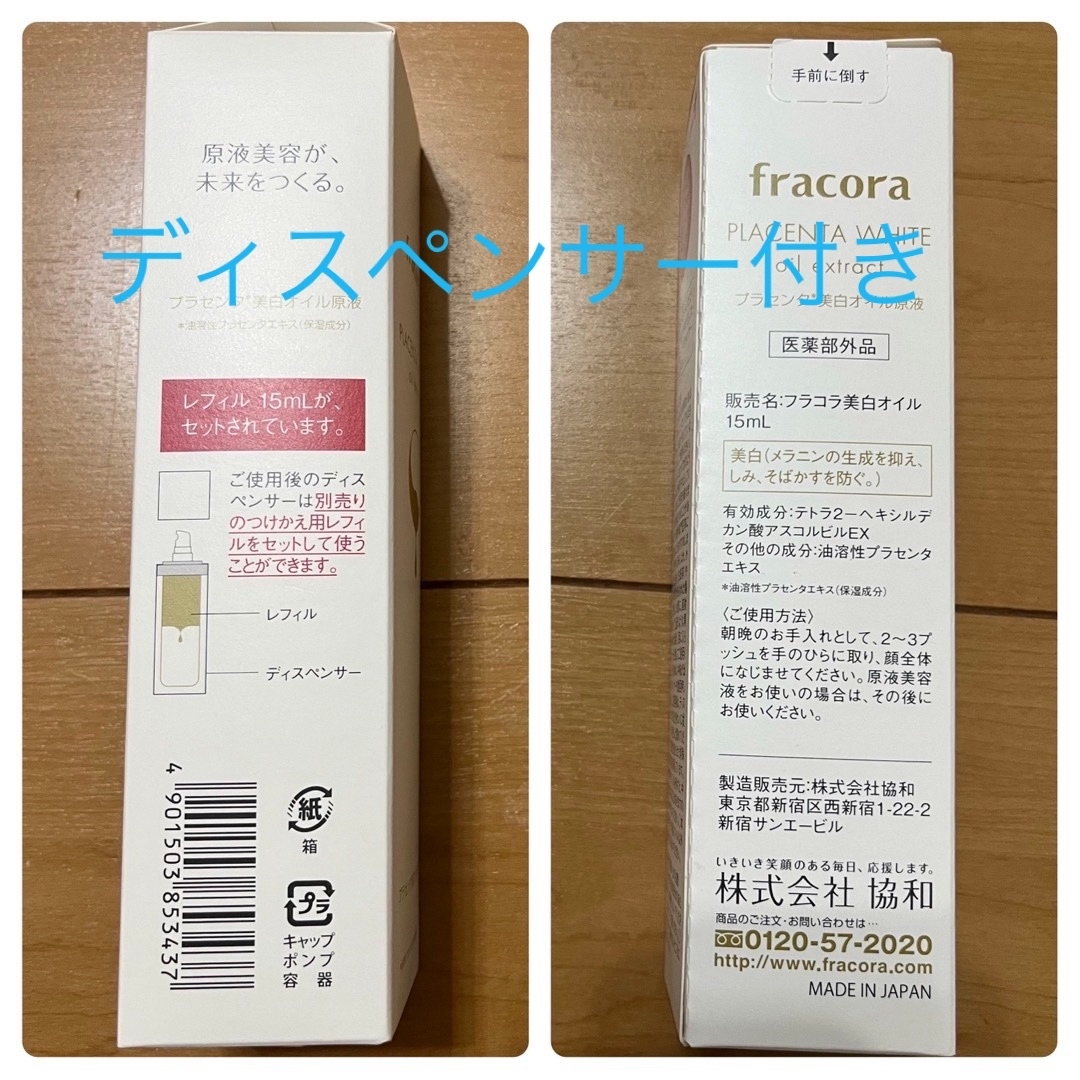 ディスペンサー付き
原液美容が、
未来をつくる。
プラセンタ*美白オイル原液
*油溶性プラセンタエキス(保湿成分)
レフィル 15mLが、
セットされています。
ご使用後のディス
ペンサーは別売り
のつけかえ用レフィ
ルをセットして使う
ことができます。
レフィル
ディスペンサー
4901503853437
紙
箱
プラ
キャップ
ポンプ
容器
手前に倒す
fracora
PLACENTA WHITE
oil extract
プラセンタ*美白オイル原液
医薬部外品
販売名:フラコラ美白オイル
15mL
美白(メラニンの生成を抑え、
しみ、そばかすを防ぐ。)
有効成分:テトラ2-ヘキシルデ
カン酸アスコルビルEX
その他の成分:油溶性プラセンタ
エキス
*油溶性プラセンタエキス(保湿成分)
〈ご使用方法〉
朝晩のお手入れとして、2~3プ
ッシュを手のひらに取り、顔全体
になじませてください。原液美容
液をお使いの場合は、その後に
お使いください。
製造販売元:株式会社協和
東京都新宿区西新宿1-22-2
新宿サンエービル
いきいき笑顔のある毎日、応援します。
株式会社 協和
商品のご注文・お問い合わせは…
0120-57-2020
http://www.fracora.com
MADE IN JAPAN